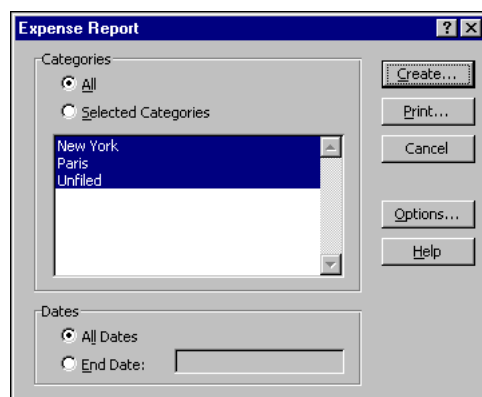 Expense Report
Categories
All
Selected Categories
New York
Paris
Unfiled
Dates
All Dates
End Date:
Create...
Print...
Cancel
Options...
Help